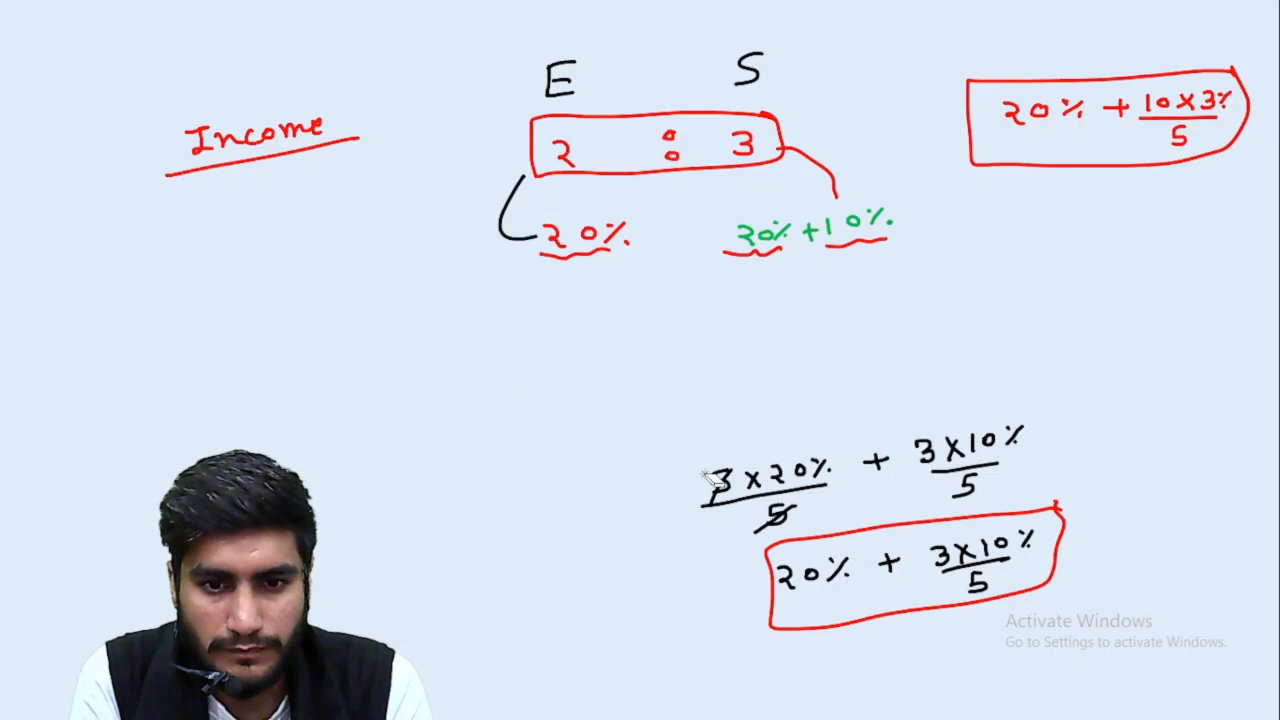 E S
Income
2 : 3
20% + 10×3% / 5
20% 20% + 10%
3 × 20% / 5 + 3 × 10% / 5
20% + 3×10% / 5
Activate Windows
Go to Settings to activate Windows.